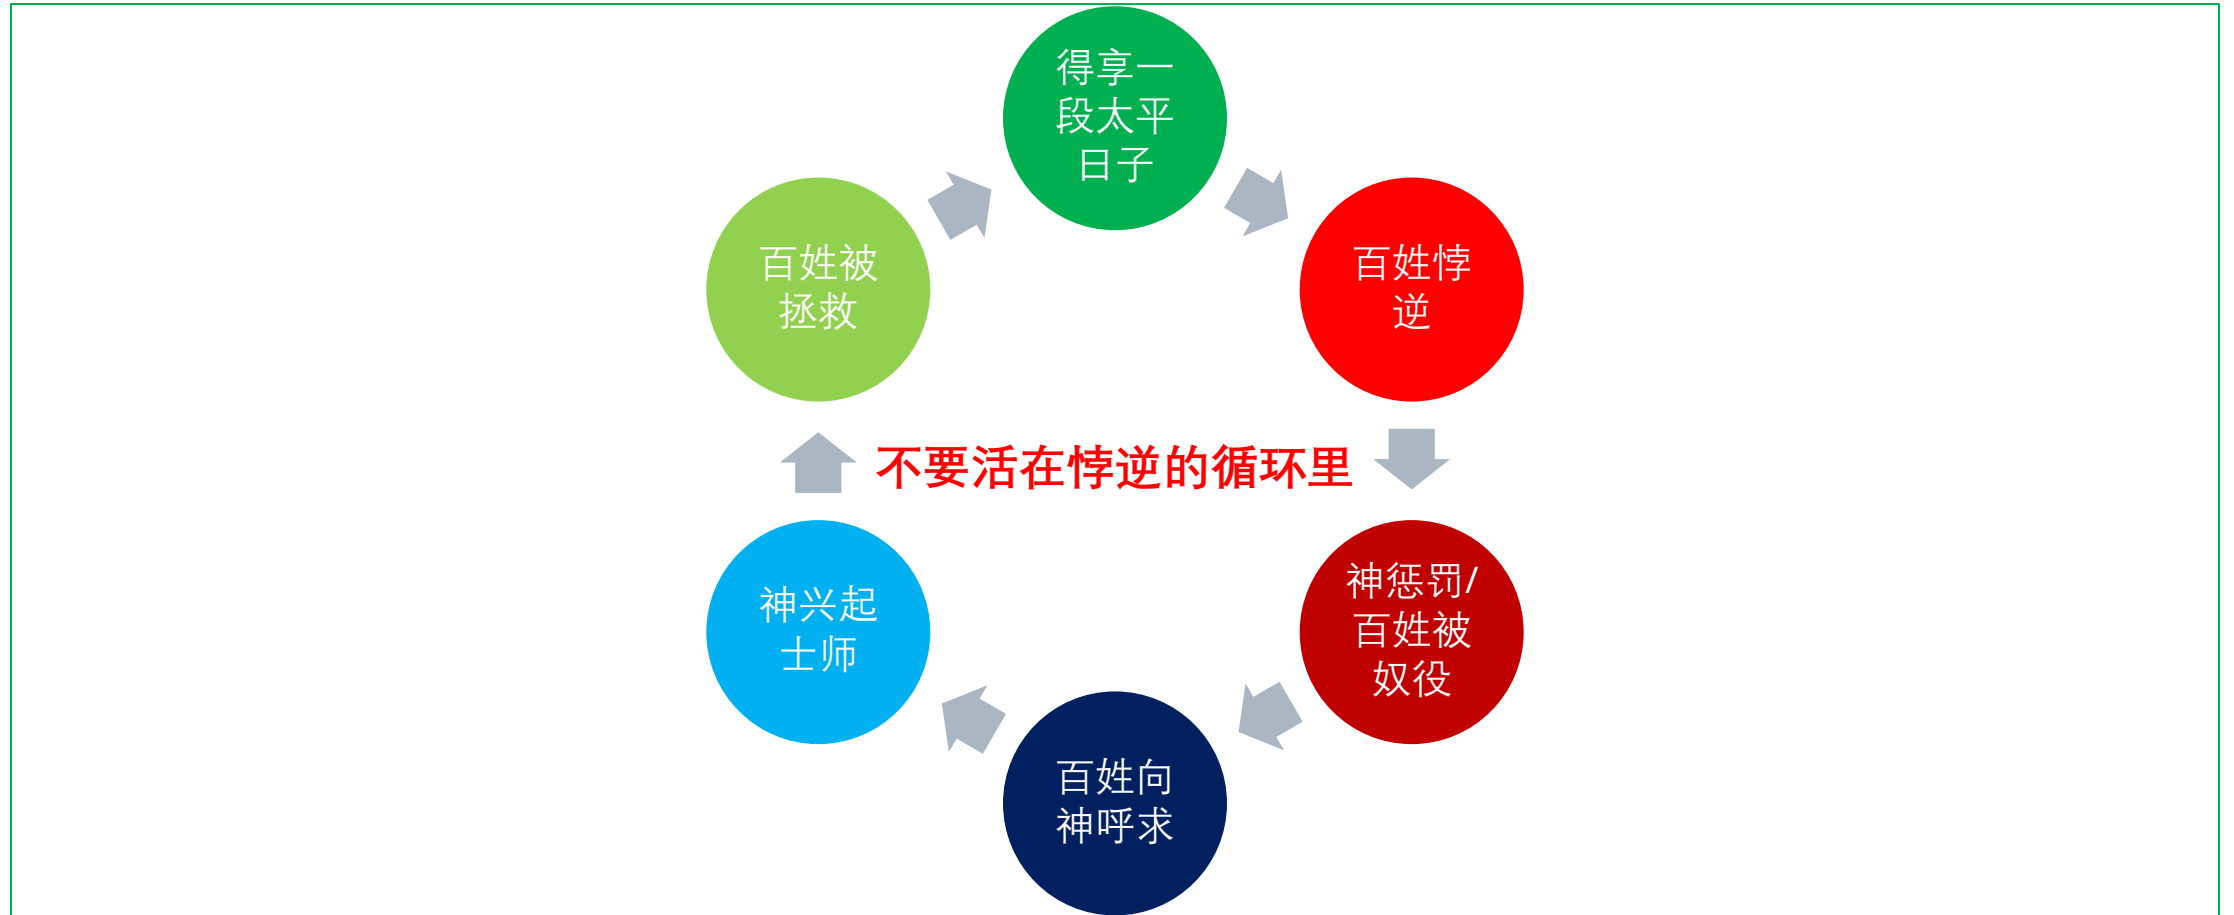 得享一
段太平
日子
百姓悖
逆
神惩罚/
百姓被
奴役
百姓向
神呼求
神兴起
士师
百姓被
拯救
不要活在悖逆的循环里